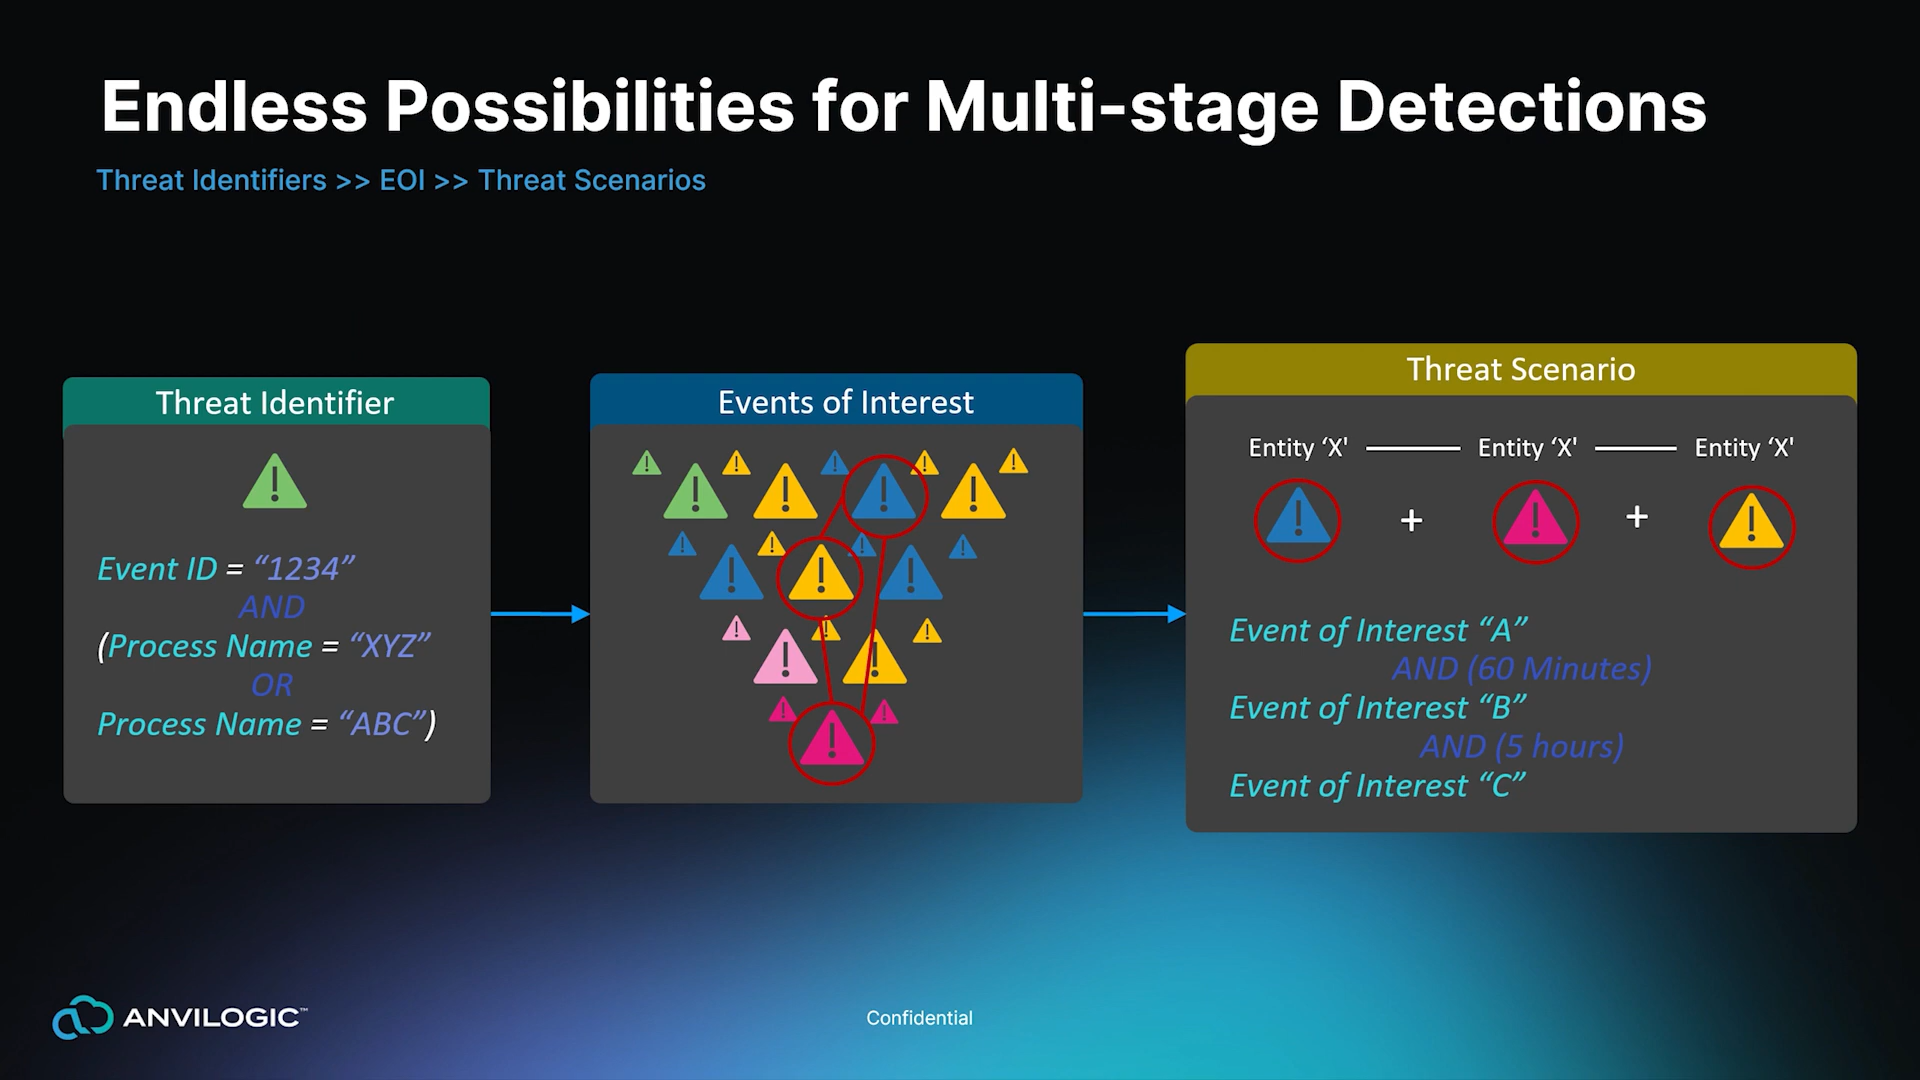 Endless Possibilities for Multi-stage Detections
Threat Identifiers >> EOI >> Threat Scenarios
Threat Identifier
Event ID = “1234”
AND
(Process Name = “XYZ”
OR
Process Name = “ABC”)
Events of Interest
Threat Scenario
Entity ‘X' Entity ‘X' Entity ‘X'
+ +
Event of Interest “A”
AND (60 Minutes)
Event of Interest “B”
AND (5 hours)
Event of Interest “C”
ANVILOGIC™
Confidential